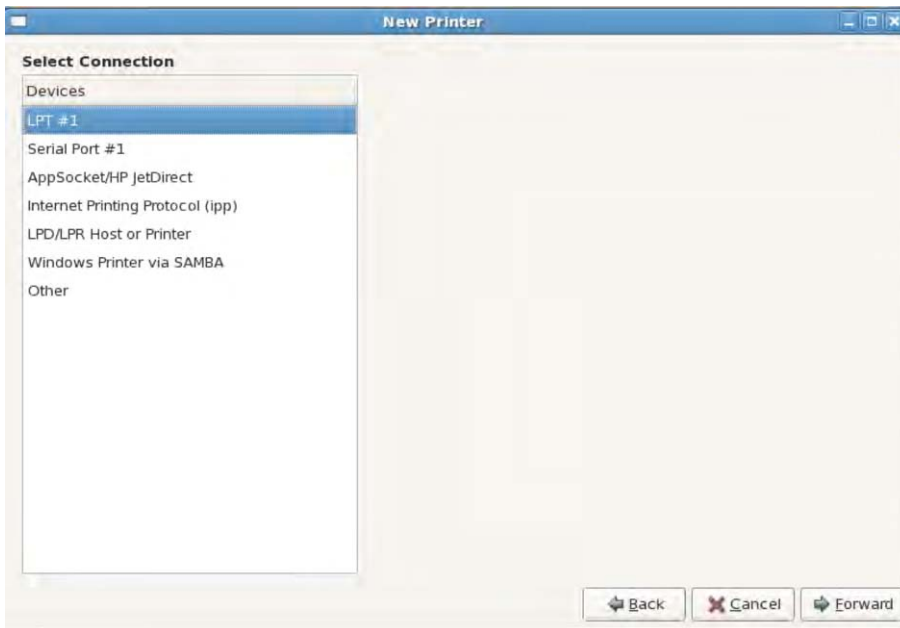 New Printer
Select Connection
Devices
LPT #1
Serial Port #1
AppSocket/HP JetDirect
Internet Printing Protocol (ipp)
LPD/LPR Host or Printer
Windows Printer via SAMBA
Other
Back Cancel Forward